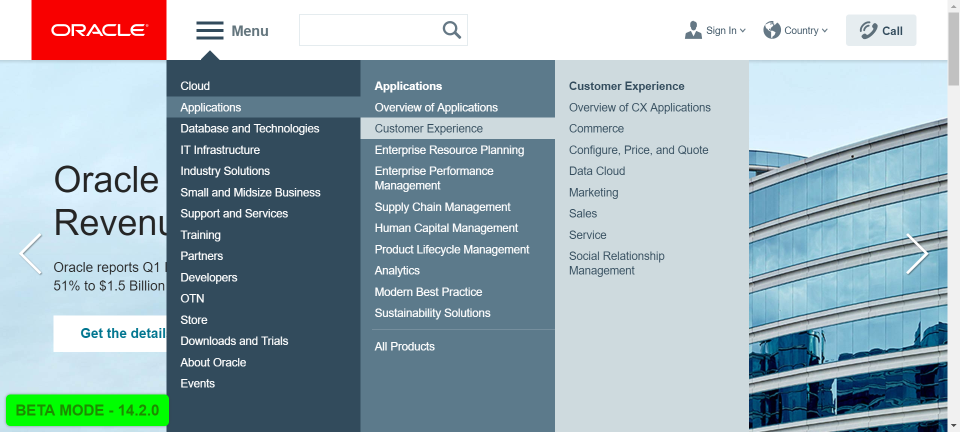 ORACLE
Menu
Sign In
Country
Call
Cloud
Applications
Database and Technologies
IT Infrastructure
Industry Solutions
Small and Midsize Business
Support and Services
Training
Partners
Developers
OTN
Store
Downloads and Trials
About Oracle
Events
Applications
Overview of Applications
Customer Experience
Enterprise Resource Planning
Enterprise Performance
Management
Supply Chain Management
Human Capital Management
Product Lifecycle Management
Analytics
Modern Best Practice
Sustainability Solutions
All Products
Customer Experience
Overview of CX Applications
Commerce
Configure, Price, and Quote
Data Cloud
Marketing
Sales
Service
Social Relationship
Management
Oracle
Revenu
Oracle reports Q1
51% to $1.5 Billion
Get the detail
BETA MODE - 14.2.0